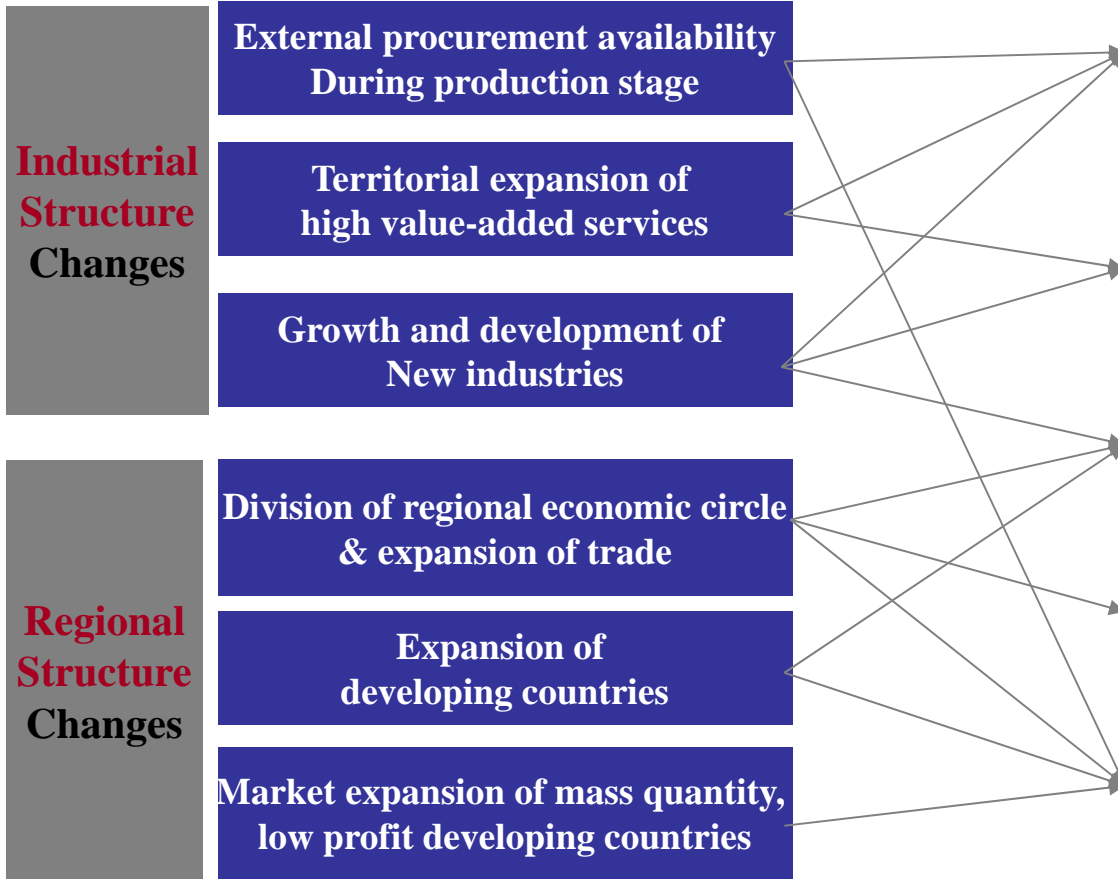 Industrial
Structure
Changes
External procurement availability
During production stage
Territorial expansion of
high value-added services
Growth and development of
New industries
Regional
Structure
Changes
Division of regional economic circle
& expansion of trade
Expansion of
developing countries
Market expansion of mass quantity,
low profit developing countries